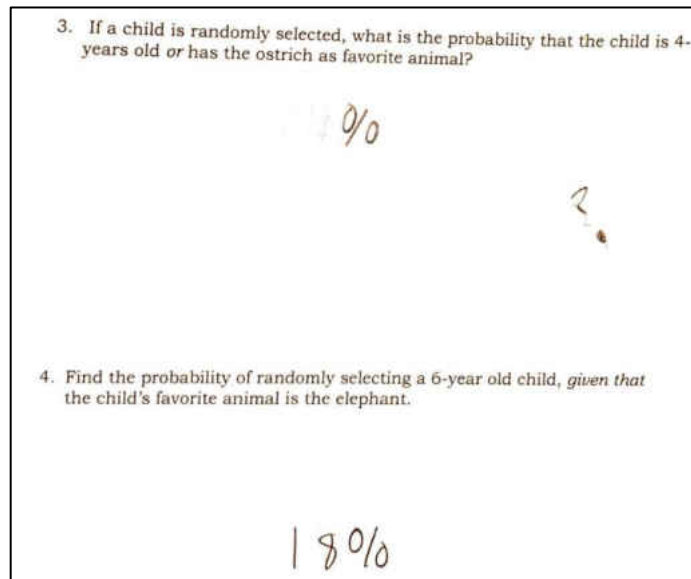 3. If a child is randomly selected, what is the probability that the child is 4-
years old or has the ostrich as favorite animal?
%
?
4. Find the probability of randomly selecting a 6-year old child, given that
the child's favorite animal is the elephant.
18%